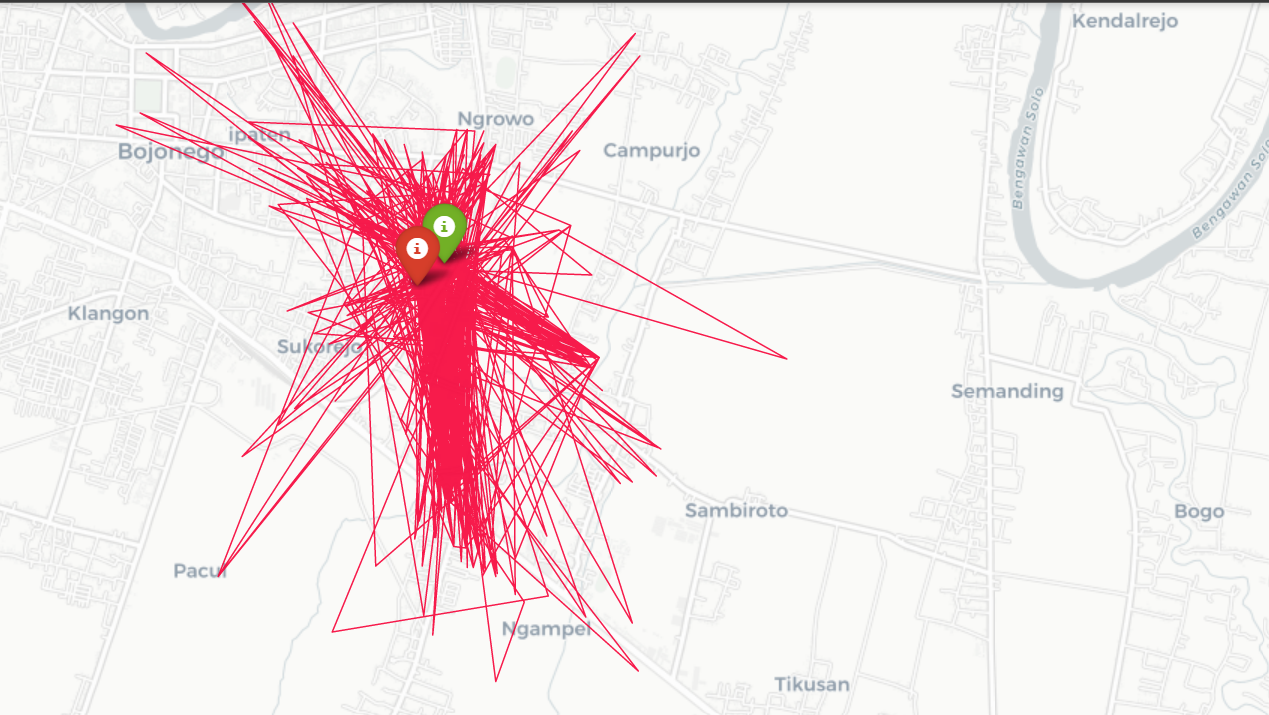 Kendalrejo
Ngrowo
ipaten
Bojonego
Campurjo
Bengawan Solo
Bengawan Solo
Klangon
Sukorejo
Semanding
Sambiroto
Bogo
Pacul
Ngampel
Tikusan
i
i